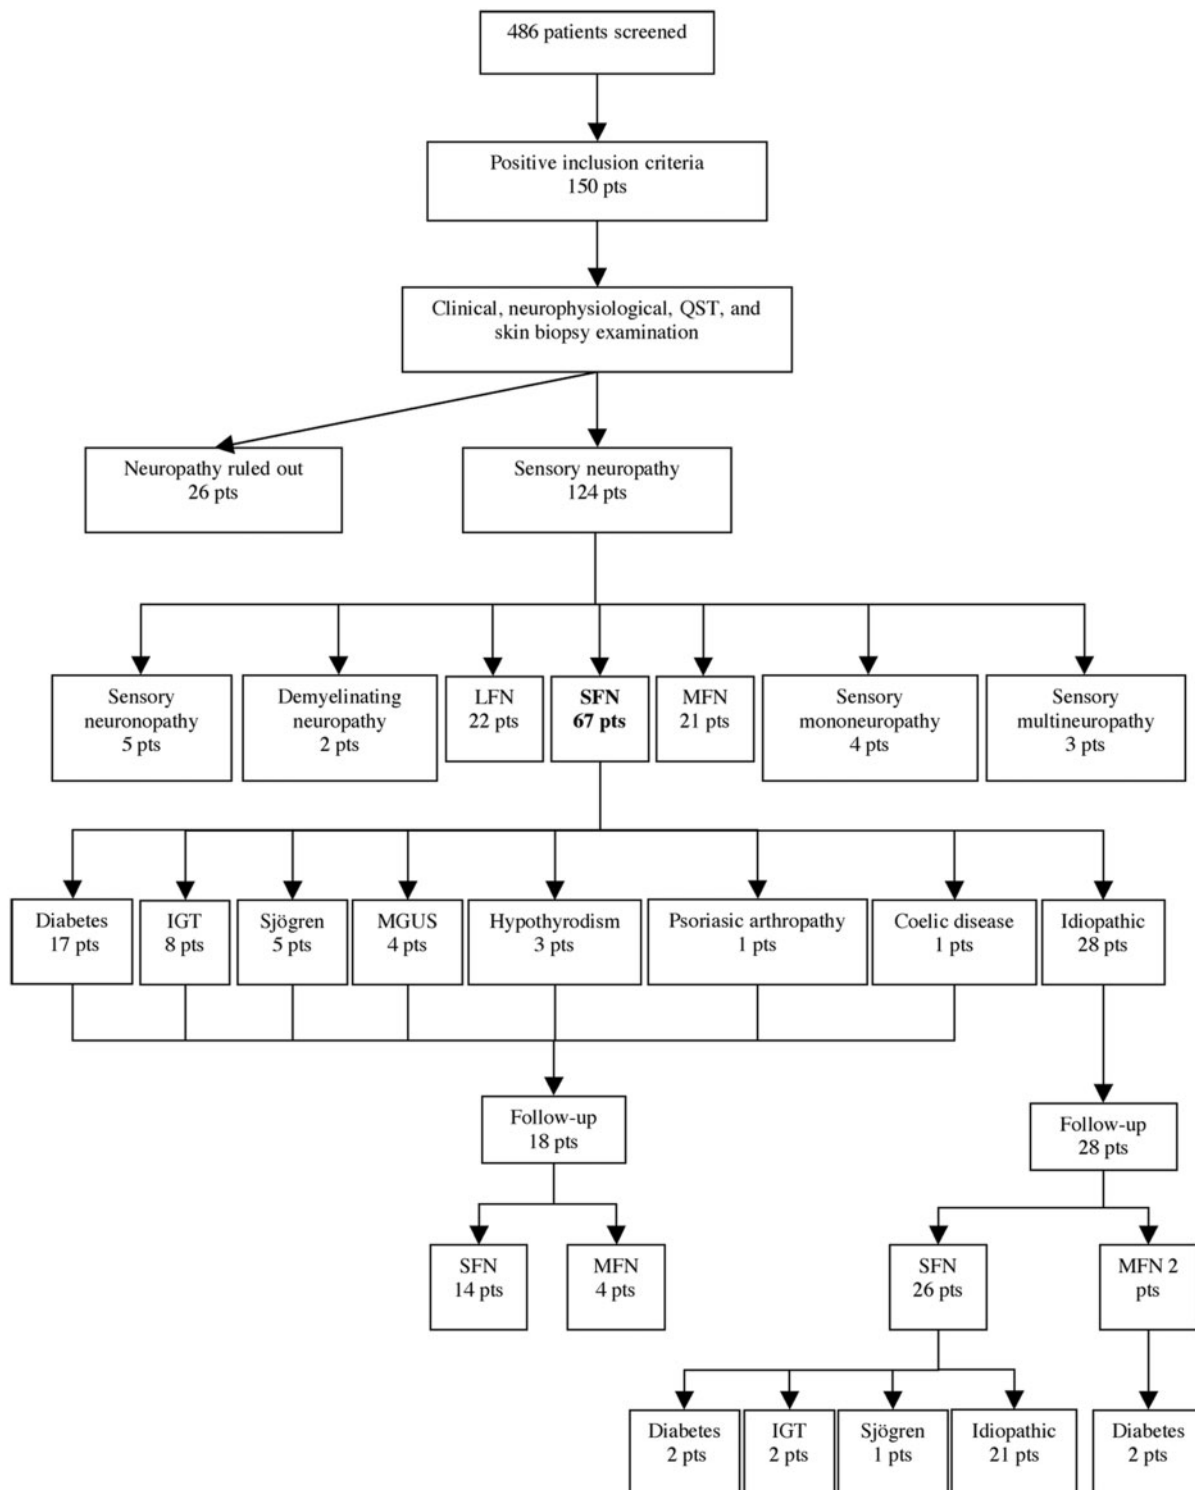 486 patients screened
Positive inclusion criteria
150 pts
Clinical, neurophysiological, QST, and
skin biopsy examination
Neuropathy ruled out
26 pts
Sensory neuropathy
124 pts
Sensory
neuronopathy
5 pts
Demyelinating
neuropathy
2 pts
LFN
22 pts
SFN
67 pts
MFN
21 pts
Sensory
mononeuropathy
4 pts
Sensory
multineuropathy
3 pts
Diabetes
17 pts
IGT
8 pts
Sjögren
5 pts
MGUS
4 pts
Hypothyrodism
3 pts
Psoriasic arthropathy
1 pts
Coelic disease
1 pts
Idiopathic
28 pts
Follow-up
18 pts
Follow-up
28 pts
SFN
14 pts
MFN
4 pts
SFN
26 pts
MFN 2
pts
Diabetes
2 pts
IGT
2 pts
Sjögren
1 pts
Idiopathic
21 pts
Diabetes
2 pts